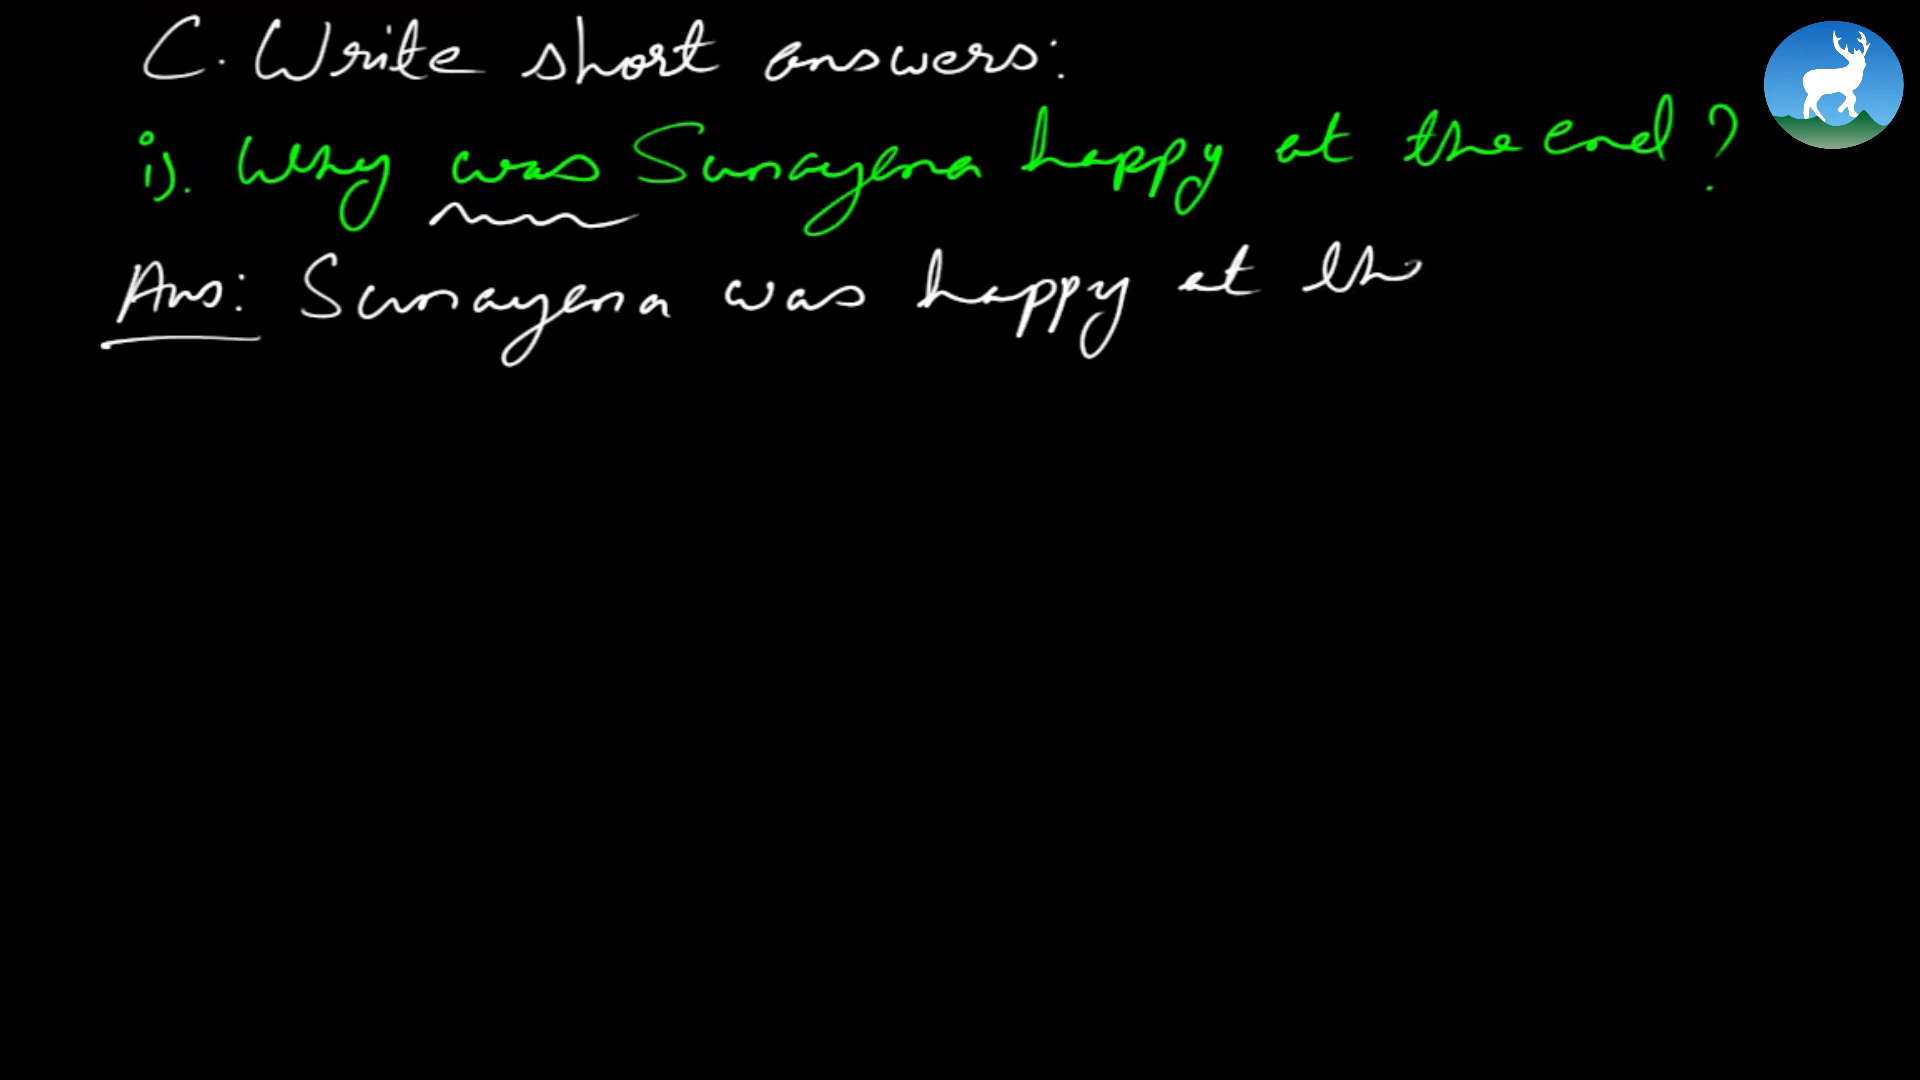 C. Write short answers:
i). Why was Sunayena happy at the end?
Ans: Sunayena was happy at the